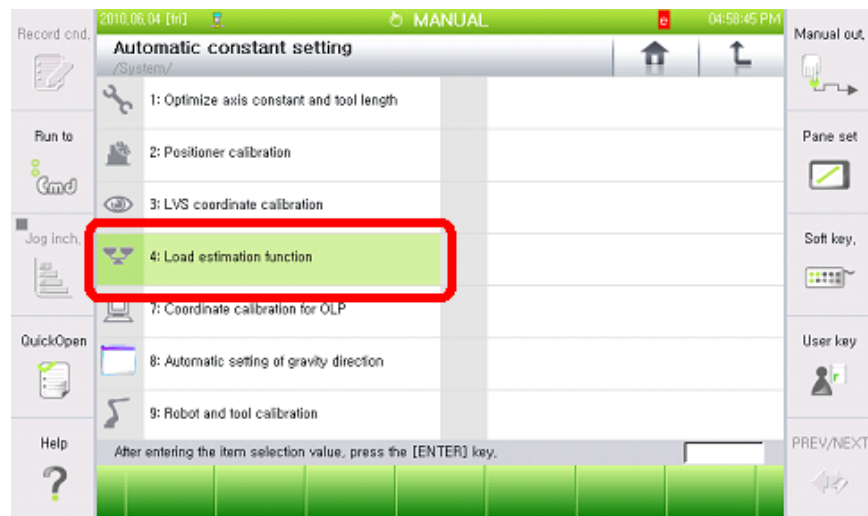 2010.06.04 [fri] MANUAL e 04:58:45 PM
Record cnd.
Automatic constant setting
/System/
Manual out.
1: Optimize axis constant and tool length
Run to
Cmd
2: Positioner calibration
Pane set
3: LVS coordinate calibration
Jog inch.
4: Load estimation function
Soft key.
7: Coordinate calibration for OLP
QuickOpen
8: Automatic setting of gravity direction
User key
r
9: Robot and tool calibration
Help
?
After entering the item selection value, press the [ENTER] key.
PREV/NEXT